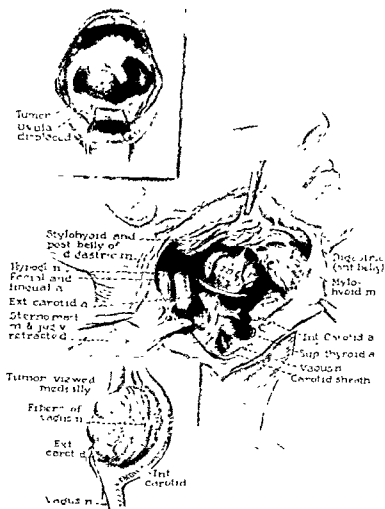 Tumor
Uvula
displaced
Stylohyoid and
post belly of
digastric m.
Hypogl n
Facial and
lingual a
Ext carotid a
Sternomast
m & jug v
retracted
Digastric
(ant belly)
Mylo-
hyoid m
Int Carotid a
Sup thyroid a
Vagus n
Carotid sheath
Tumor viewed
medially
Fibers of
vagus n
Ext
carotid
Int
carotid
Vagus n